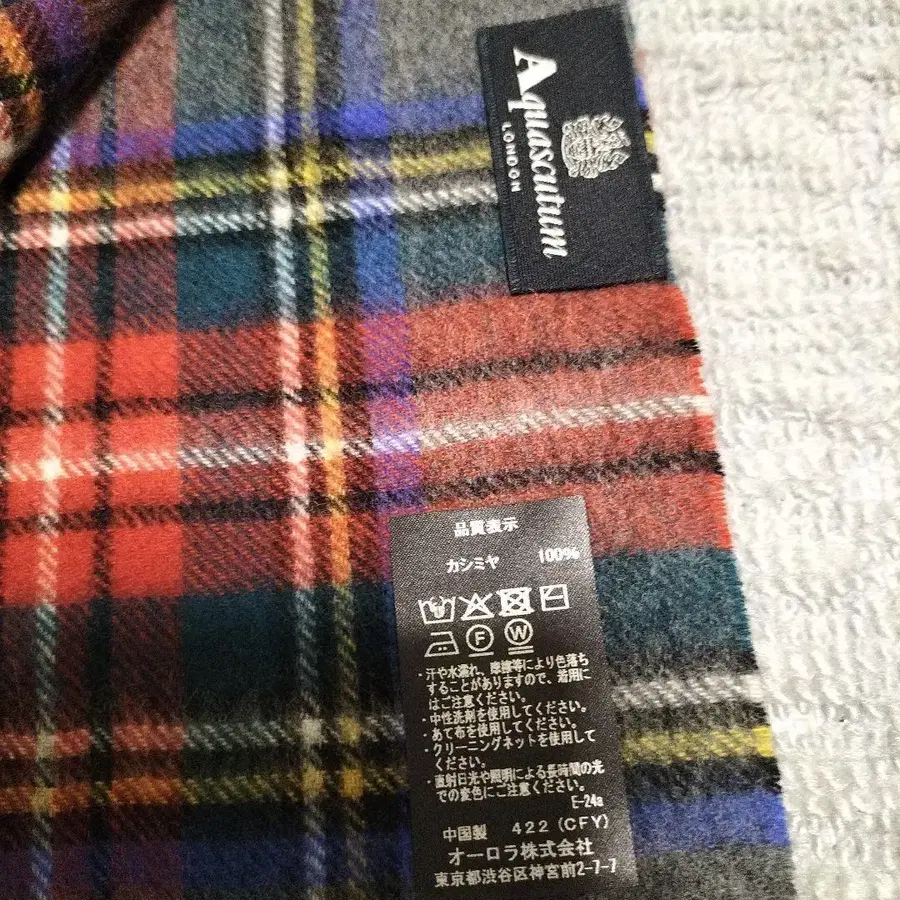 Aquascutum
LONDON
品質表示
カシミヤ 100%
F W
・汗や水濡れ、摩擦等により色落ち
することがありますので、着用に
はご注意ください。
・中性洗剤を使用してください。
・あて布を使用してください。
・クリーニングネットを使用して
ください。
・直射日光や照明による長時間の光
での変色にご注意ください。
E-24a
中国製 422 (CFY)
オーロラ株式会社
東京都渋谷区神宮前2-7-7